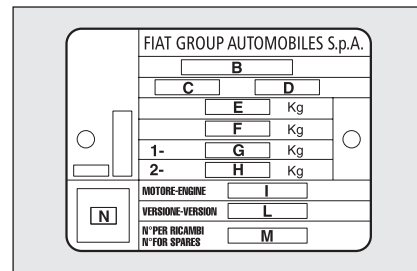 FIAT GROUP AUTOMOBILES S.p.A.
B
C D
E Kg
F Kg
1- G Kg
2- H Kg
MOTORE-ENGINE I
VERSIONE-VERSION L
N
N°PER RICAMBI
N°FOR SPARES M